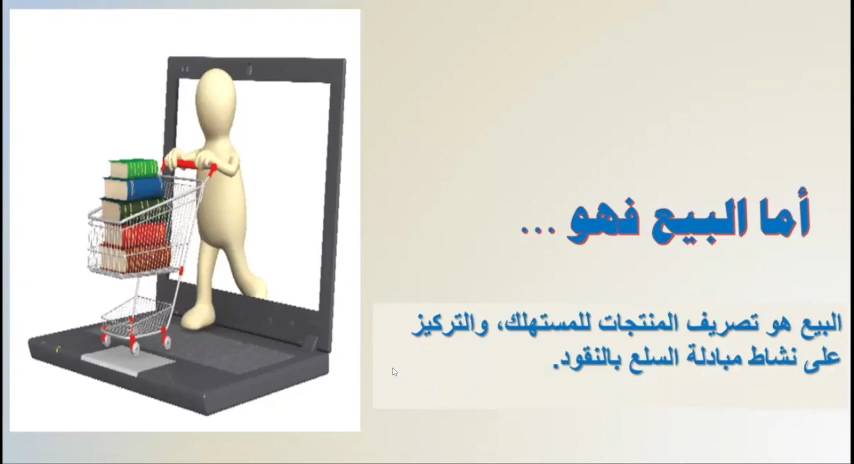 أما البيع فهو ...
البيع هو تصريف المنتجات للمستهلك، والتركيز
على نشاط مبادلة السلع بالنقود.